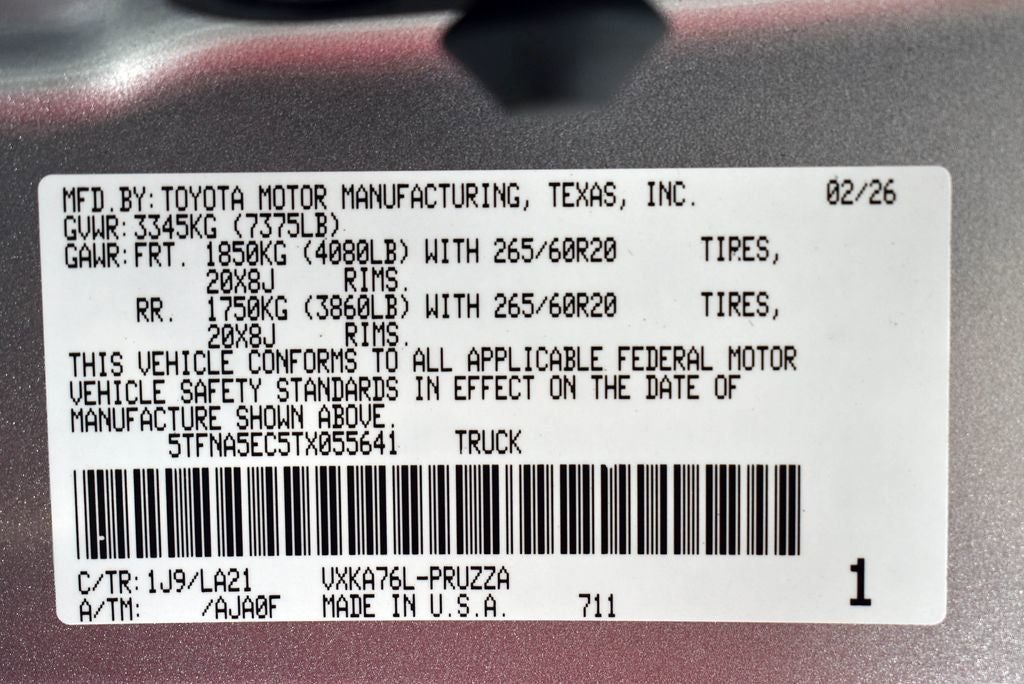 MFD.BY: TOYOTA MOTOR MANUFACTURING, TEXAS, INC. 02/26
GVWR: 3345KG (7375LB)
GAWR: FRT. 1850KG (4080LB) WITH 265/60R20 TIRES,
20X8J RIMS.
RR. 1750KG (3860LB) WITH 265/60R20 TIRES,
20X8J RIMS.
THIS VEHICLE CONFORMS TO ALL APPLICABLE FEDERAL MOTOR
VEHICLE SAFETY STANDARDS IN EFFECT ON THE DATE OF
MANUFACTURE SHOWN ABOVE.
5TFNA5EC5TX055641 TRUCK
C/TR: 1J9/LA21 VXKA76L-PRUZZA
A/TM: /AJA0F MADE IN U.S.A. 711
1